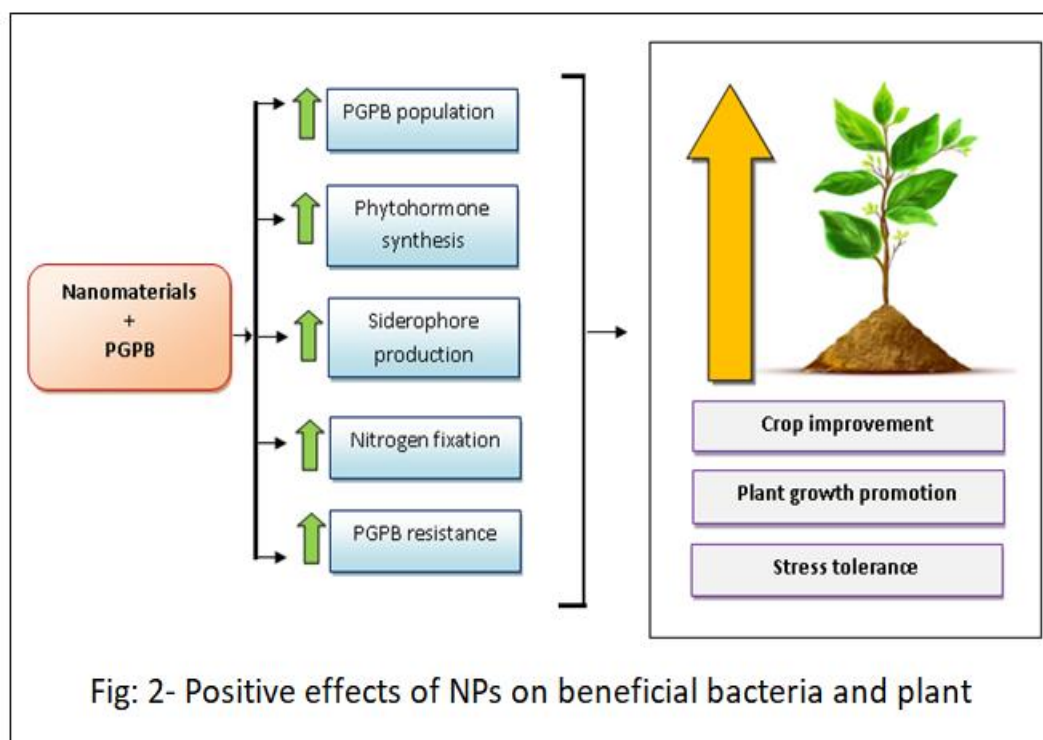 Nanomaterials
+
PGPB
PGPB population
Phytohormone
synthesis
Siderophore
production
Nitrogen fixation
PGPB resistance
Crop improvement
Plant growth promotion
Stress tolerance
Fig: 2- Positive effects of NPs on beneficial bacteria and plant